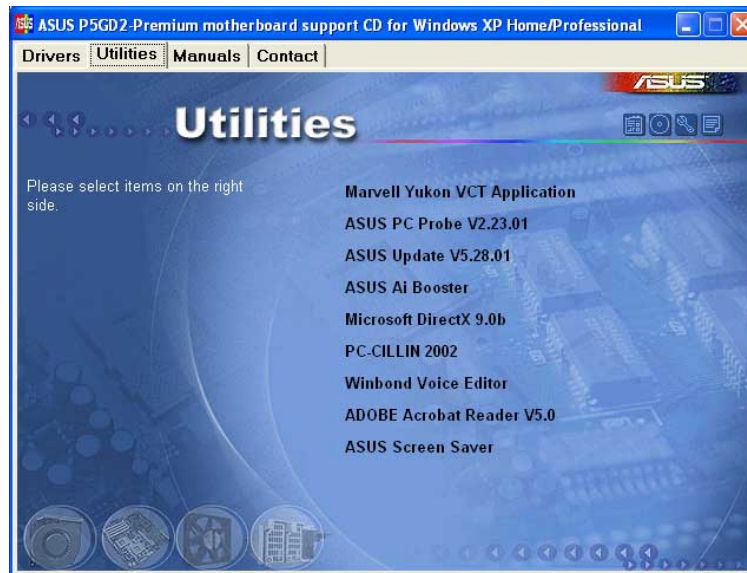 ASUS P5GD2-Premium motherboard support CD for Windows XP Home/Professional
Drivers Utilities Manuals Contact
ASUS
Utilities
Please select items on the right
side.
Marvell Yukon VCT Application
ASUS PC Probe V2.23.01
ASUS Update V5.28.01
ASUS Ai Booster
Microsoft DirectX 9.0b
PC-CILLIN 2002
Winbond Voice Editor
ADOBE Acrobat Reader V5.0
ASUS Screen Saver